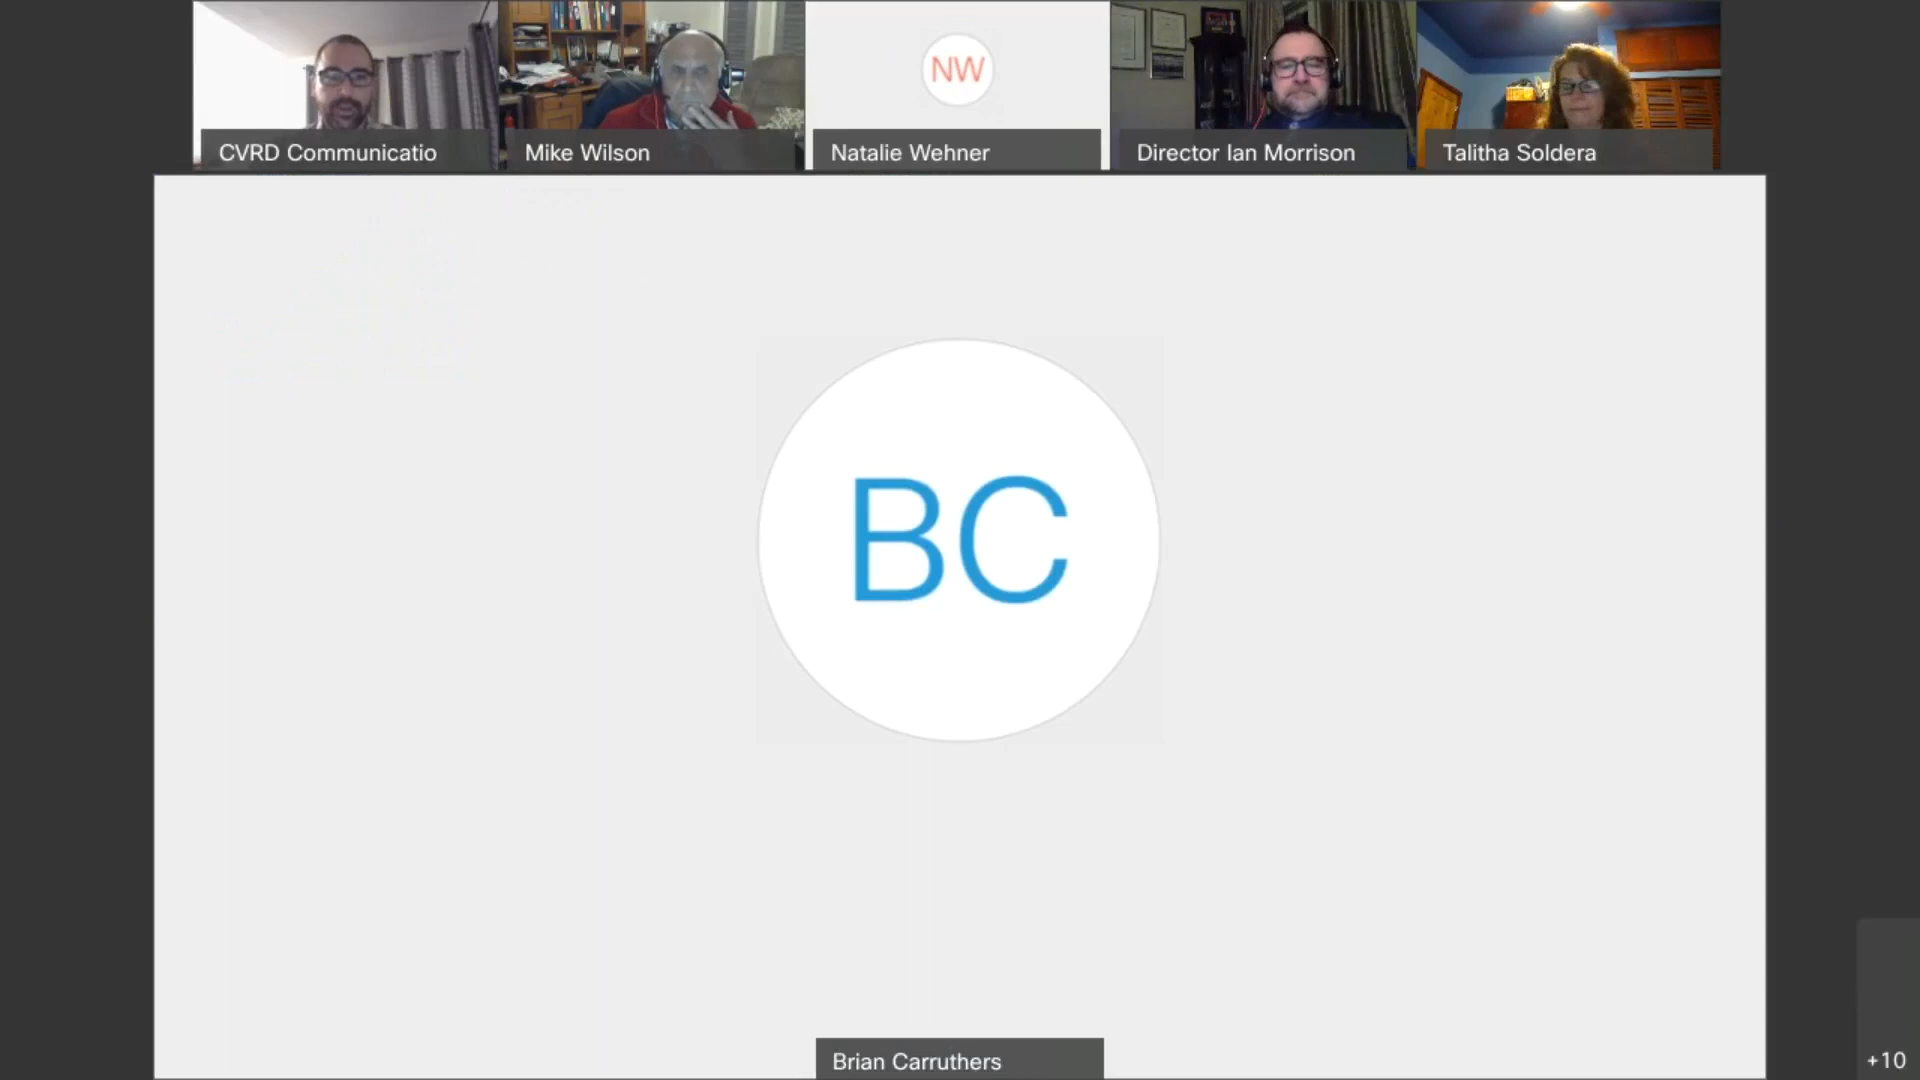 NW
CVRD Communicatio
Mike Wilson
Natalie Wehner
Director Ian Morrison
Talitha Soldera
BC
Brian Carruthers
+10